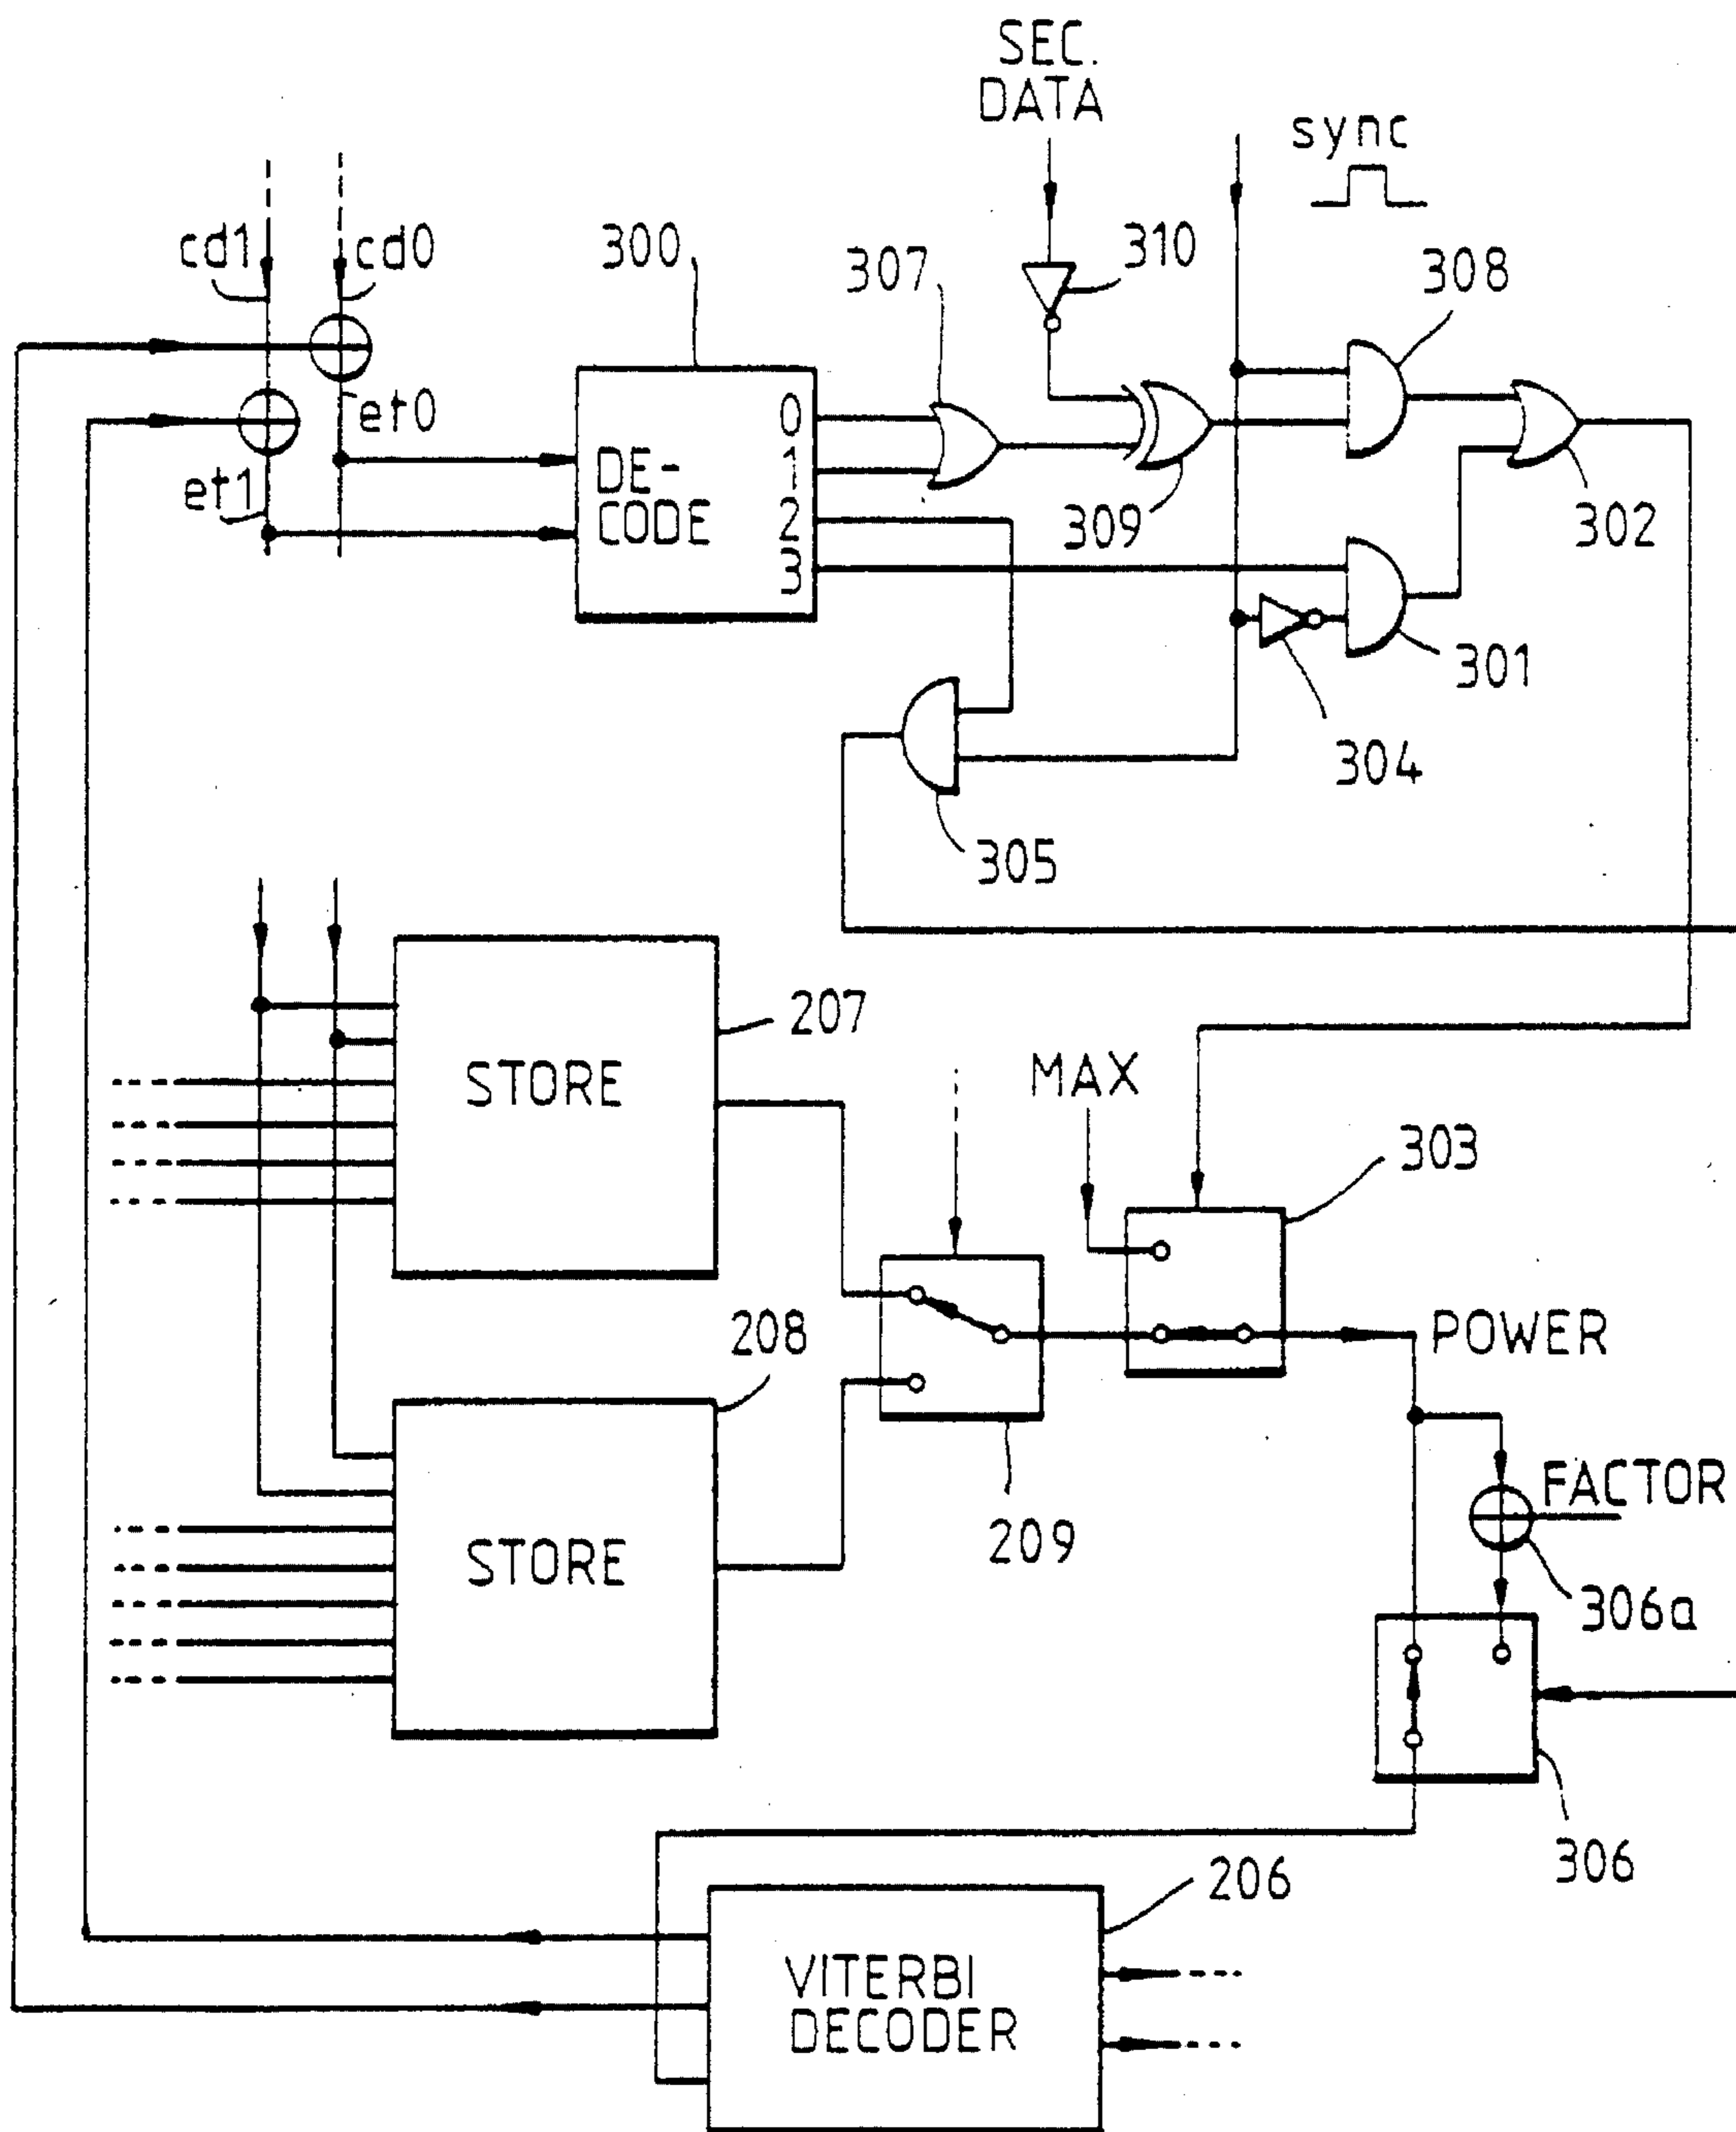 SEC.
DATA
sync
cd1
cd0
300
307
310
308
et0
et1
DE-
CODE
0
1
2
3
309
302
301
304
305
207
STORE
MAX
303
208
POWER
STORE
209
FACTOR
306a
306
206
VITERBI
DECODER